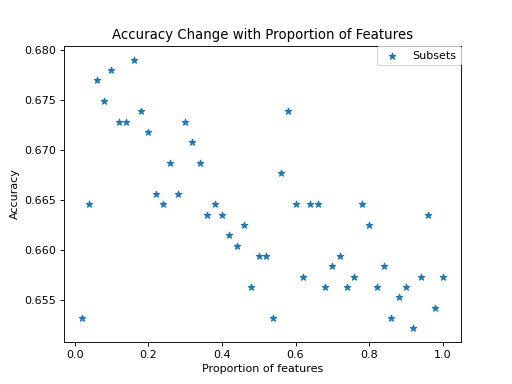 Accuracy Change with Proportion of Features
Subsets
0.680
0.675
0.670
0.665
0.660
0.655
Accuracy
0.0 0.2 0.4 0.6 0.8 1.0
Proportion of features